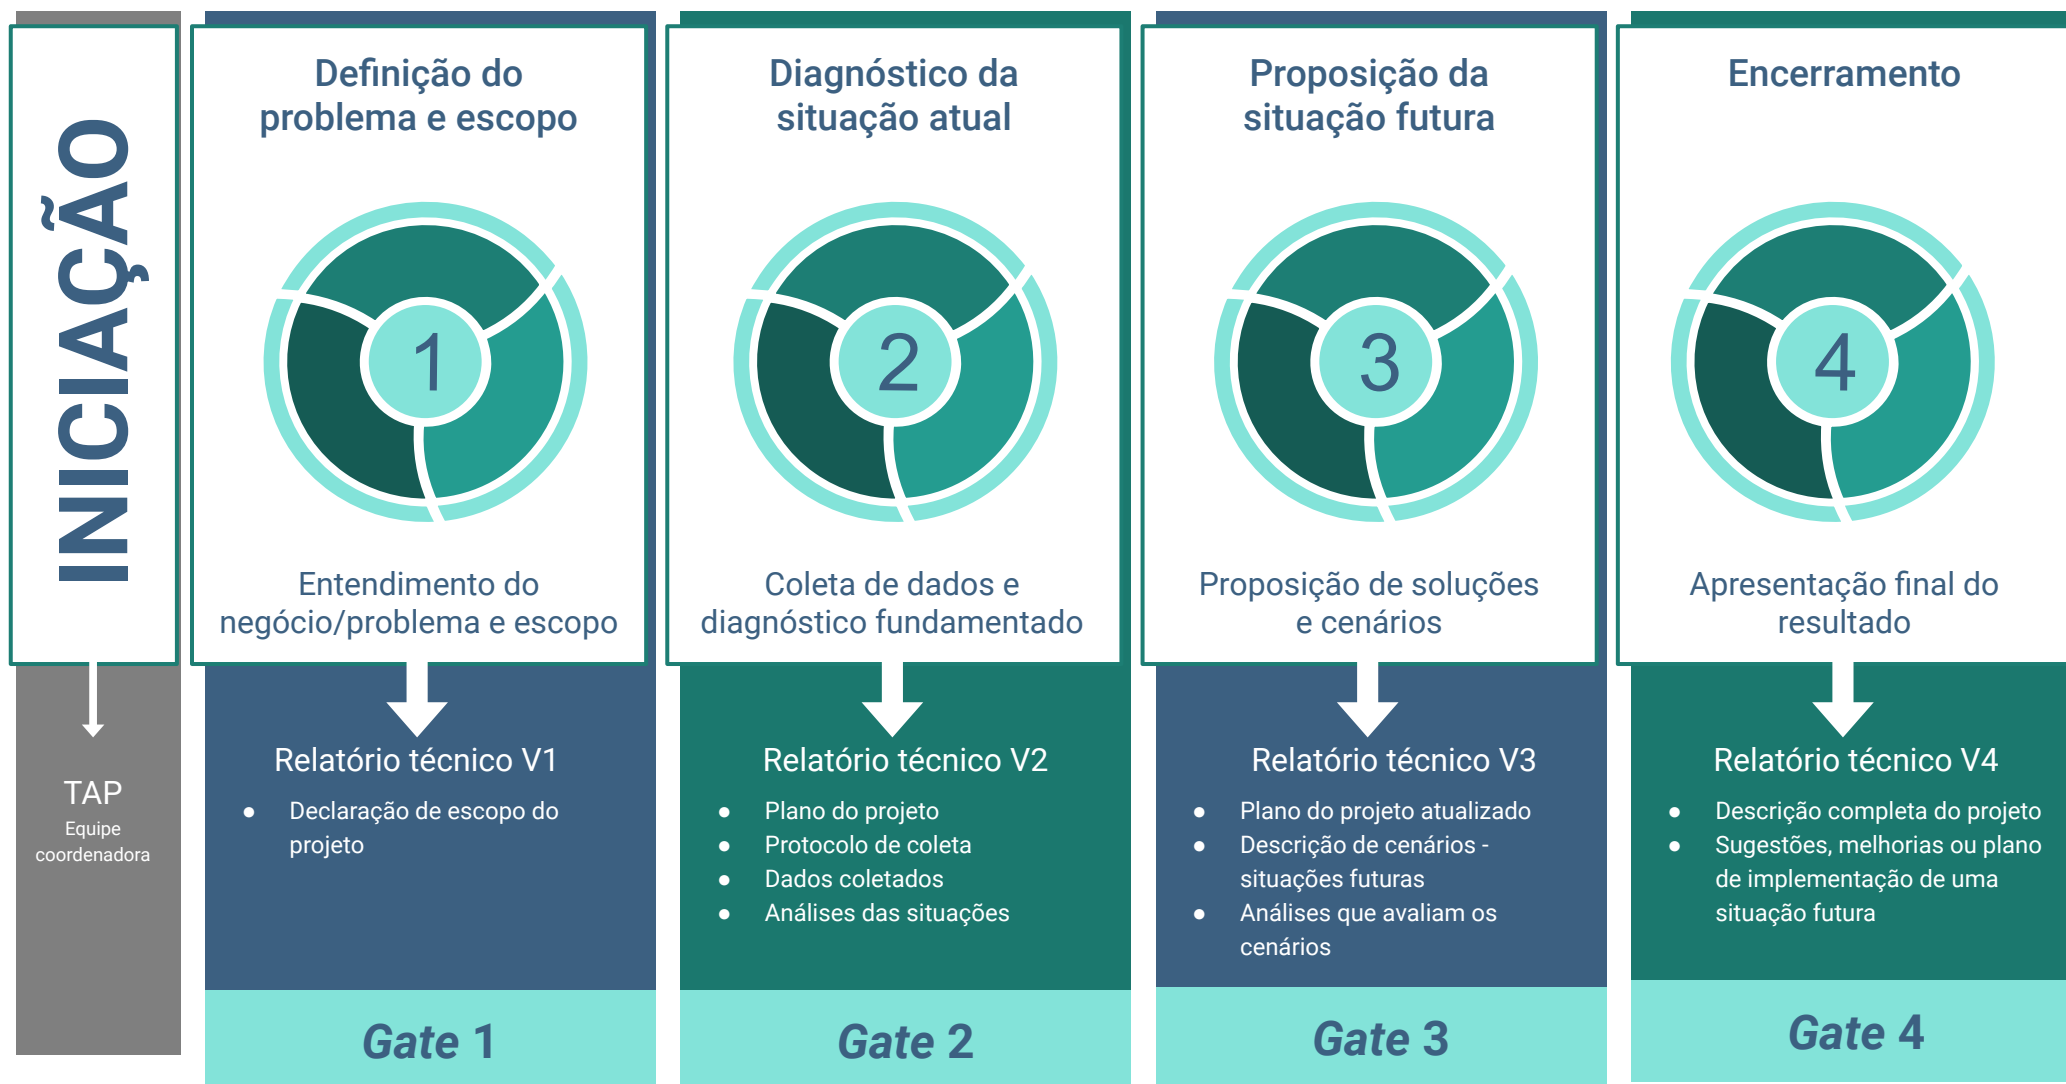 INICIAÇÃO
TAP
Equipe
coordenadora
Definição do
problema e escopo
1
Entendimento do
negócio/problema e escopo
Relatório técnico V1
● Declaração de escopo do
projeto
Gate 1
Diagnóstico da
situação atual
2
Coleta de dados e
diagnóstico fundamentado
Relatório técnico V2
● Plano do projeto
● Protocolo de coleta
● Dados coletados
● Análises das situações
Gate 2
Proposição da
situação futura
3
Proposição de soluções
e cenários
Relatório técnico V3
● Plano do projeto atualizado
● Descrição de cenários -
situações futuras
● Análises que avaliam os
cenários
Gate 3
Encerramento
4
Apresentação final do
resultado
Relatório técnico V4
● Descrição completa do projeto
● Sugestões, melhorias ou plano
de implementação de uma
situação futura
Gate 4